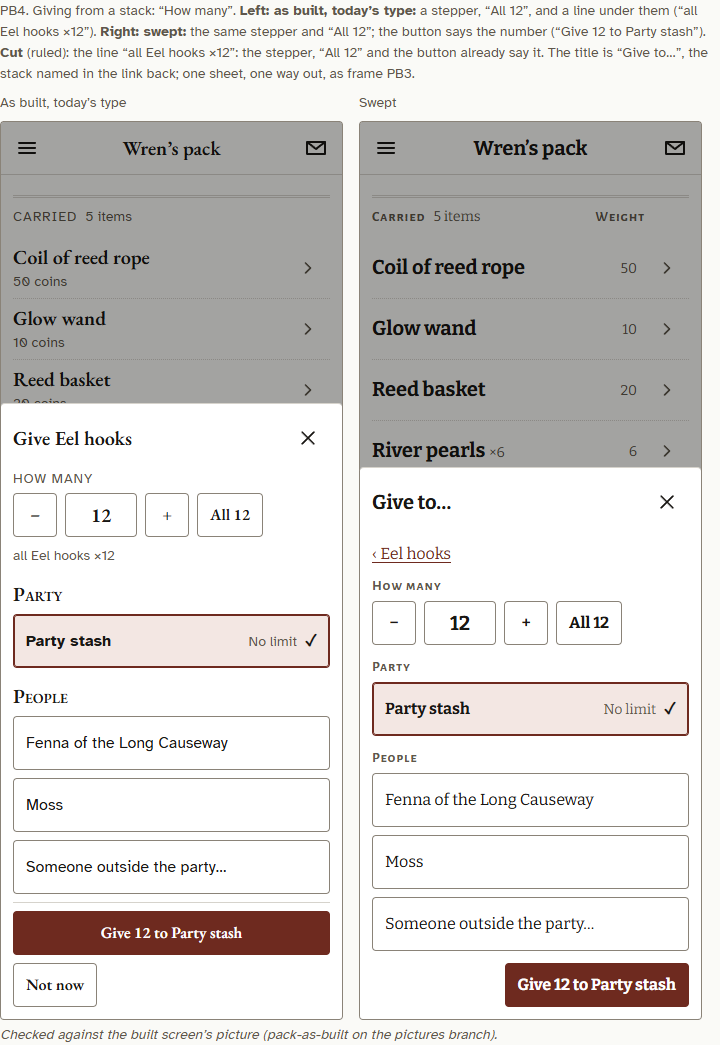 PB4. Giving from a stack: “How many”. Left: as built, today’s type: a stepper, “All 12”, and a line under them (“all
Eel hooks ×12”). Right: swept: the same stepper and “All 12”; the button says the number (“Give 12 to Party stash”).
Cut (ruled): the line “all Eel hooks ×12”: the stepper, “All 12” and the button already say it. The title is “Give to…”, the
stack named in the link back; one sheet, one way out, as frame PB3.
As built, today’s type
Wren’s pack
CARRIED 5 items
Coil of reed rope
50 coins
Glow wand
10 coins
Reed basket
20 coins
Give Eel hooks
HOW MANY
− 12 + All 12
all Eel hooks ×12
PARTY
Party stash No limit ✓
PEOPLE
Fenna of the Long Causeway
Moss
Someone outside the party…
Give 12 to Party stash
Not now
Swept
Wren’s pack
CARRIED 5 items WEIGHT
Coil of reed rope 50
Glow wand 10
Reed basket 20
River pearls ×6 6
Give to…
‹ Eel hooks
HOW MANY
− 12 + All 12
PARTY
Party stash No limit ✓
PEOPLE
Fenna of the Long Causeway
Moss
Someone outside the party…
Give 12 to Party stash
Checked against the built screen’s picture (pack-as-built on the pictures branch).